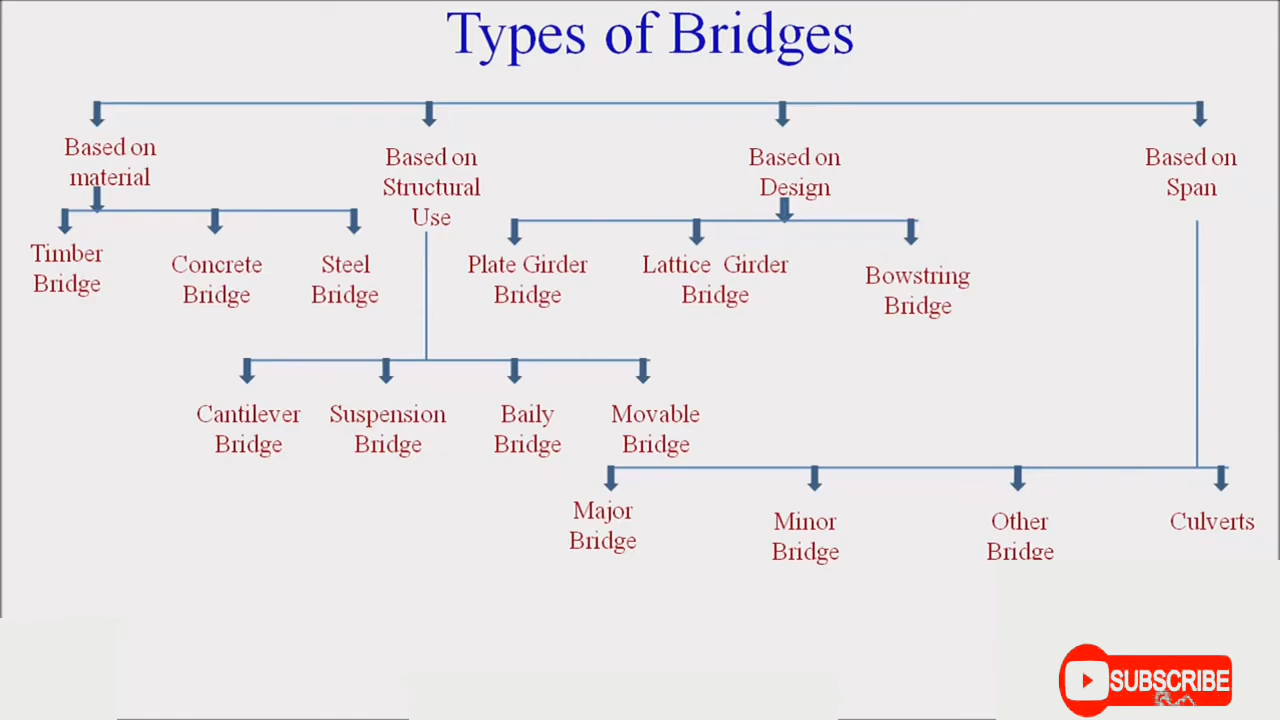 Types of Bridges
Based on
material
Based on
Structural
Use
Based on
Design
Based on
Span
Timber
Bridge
Concrete
Bridge
Steel
Bridge
Plate Girder
Bridge
Lattice Girder
Bridge
Bowstring
Bridge
Cantilever
Bridge
Suspension
Bridge
Baily
Bridge
Movable
Bridge
Major
Bridge
Minor
Bridge
Other
Bridge
Culverts
SUBSCRIBE